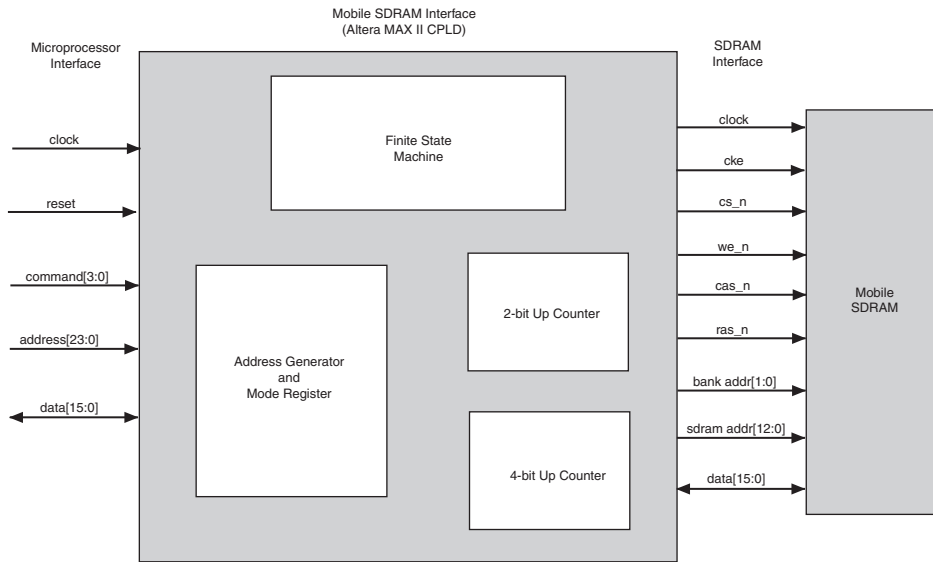 Mobile SDRAM Interface
(Altera MAX II CPLD)
Microprocessor
Interface
SDRAM
Interface
clock
reset
command[3:0]
address[23:0]
data[15:0]
Finite State
Machine
Address Generator
and
Mode Register
2-bit Up Counter
4-bit Up Counter
clock
cke
cs_n
we_n
cas_n
ras_n
bank addr[1:0]
sdram addr[12:0]
data[15:0]
Mobile
SDRAM